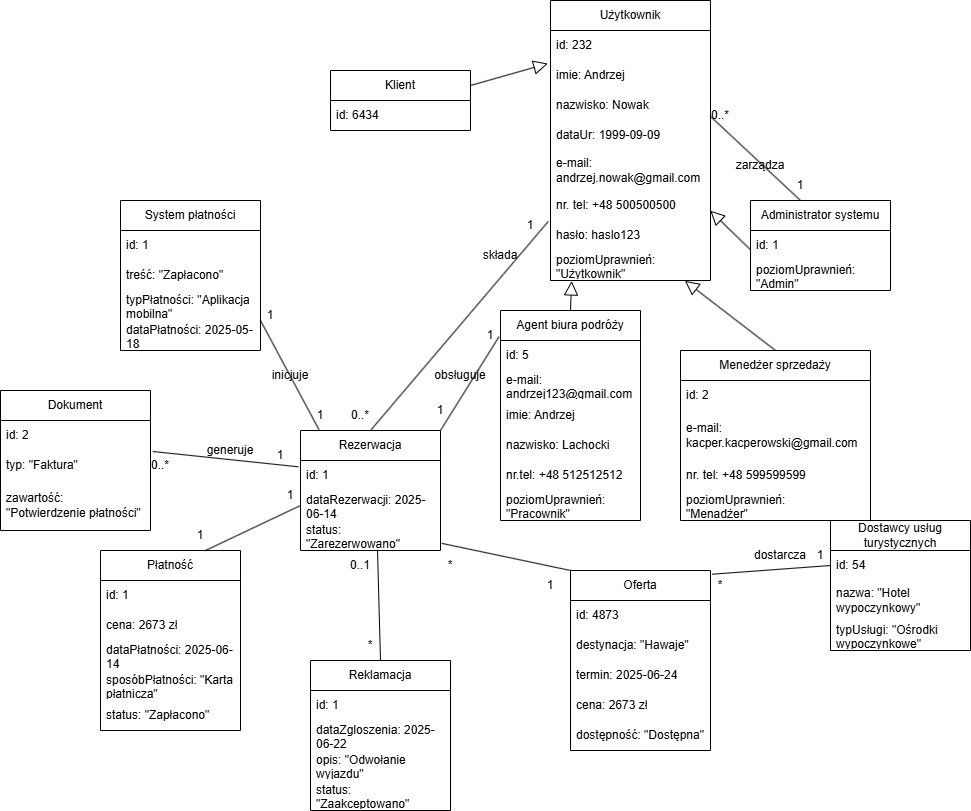 Użytkownik
id: 232
imie: Andrzej
nazwisko: Nowak
dataUr: 1999-09-09
e-mail:
andrzej.nowak@gmail.com
nr. tel: +48 500500500
hasło: haslo123
poziomUprawnień:
"Użytkownik"
Klient
id: 6434
0..*
zarządza
1
Administrator systemu
id: 1
poziomUprawnień:
"Admin"
System płatności
id: 1
treść: "Zapłacono"
typPłatności: "Aplikacja
mobilna"
dataPłatności: 2025-05-
18
1
inicjuje
1
1
składa
0..*
1
obsługuje
1
Agent biura podróży
id: 5
e-mail:
andrzej123@gmail.com
imie: Andrzej
nazwisko: Lachocki
nr.tel: +48 512512512
poziomUprawnień:
"Pracownik"
Menedżer sprzedaży
id: 2
e-mail:
kacper.kacperowski@gmail.com
nr. tel: +48 599599599
poziomUprawnień:
"Menadżer"
Dokument
id: 2
typ: "Faktura"
zawartość:
"Potwierdzenie płatności"
0..*
generuje
1
Rezerwacja
id: 1
dataRezerwacji: 2025-
06-14
status:
"Zarezerwowano"
1
1
Płatność
id: 1
cena: 2673 zł
dataPłatności: 2025-06-
14
sposóbPłatności: "Karta
płatnicza"
status: "Zapłacono"
0..1
*
Reklamacja
id: 1
dataZgloszenia: 2025-
06-22
opis: "Odwołanie
wyjazdu"
status:
"Zaakceptowano"
*
1
Oferta
id: 4873
destynacja: "Hawaje"
termin: 2025-06-24
cena: 2673 zł
dostępność: "Dostępna"
*
dostarcza
1
Dostawcy usług
turystycznych
id: 54
nazwa: "Hotel
wypoczynkowy"
typUsługi: "Ośrodki
wypoczynkowe"